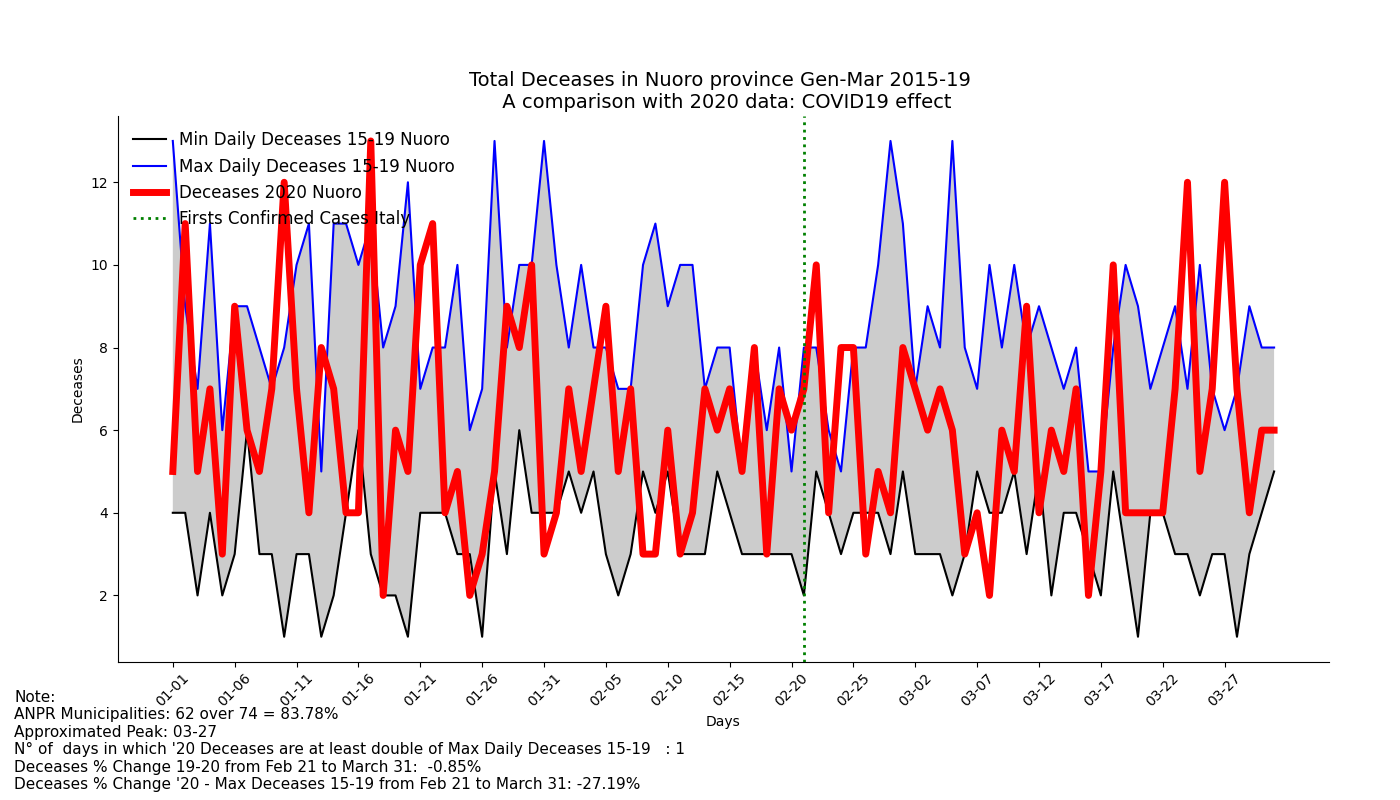 Total Deceases in Nuoro province Gen-Mar 2015-19
A comparison with 2020 data: COVID19 effect
Min Daily Deceases 15-19 Nuoro
Max Daily Deceases 15-19 Nuoro
Deceases 2020 Nuoro
Firsts Confirmed Cases Italy
Deceases
12
10
8
6
4
2
01-01 01-06 01-11 01-16 01-21 01-26 01-31 02-05 02-10 02-15 02-20 02-25 03-02 03-07 03-12 03-17 03-22 03-27
Days
Note:
ANPR Municipalities: 62 over 74 = 83.78%
Approximated Peak: 03-27
N° of  days in which '20 Deceases are at least double of Max Daily Deceases 15-19   : 1
Deceases % Change 19-20 from Feb 21 to March 31:  -0.85%
Deceases % Change '20 - Max Deceases 15-19 from Feb 21 to March 31: -27.19%